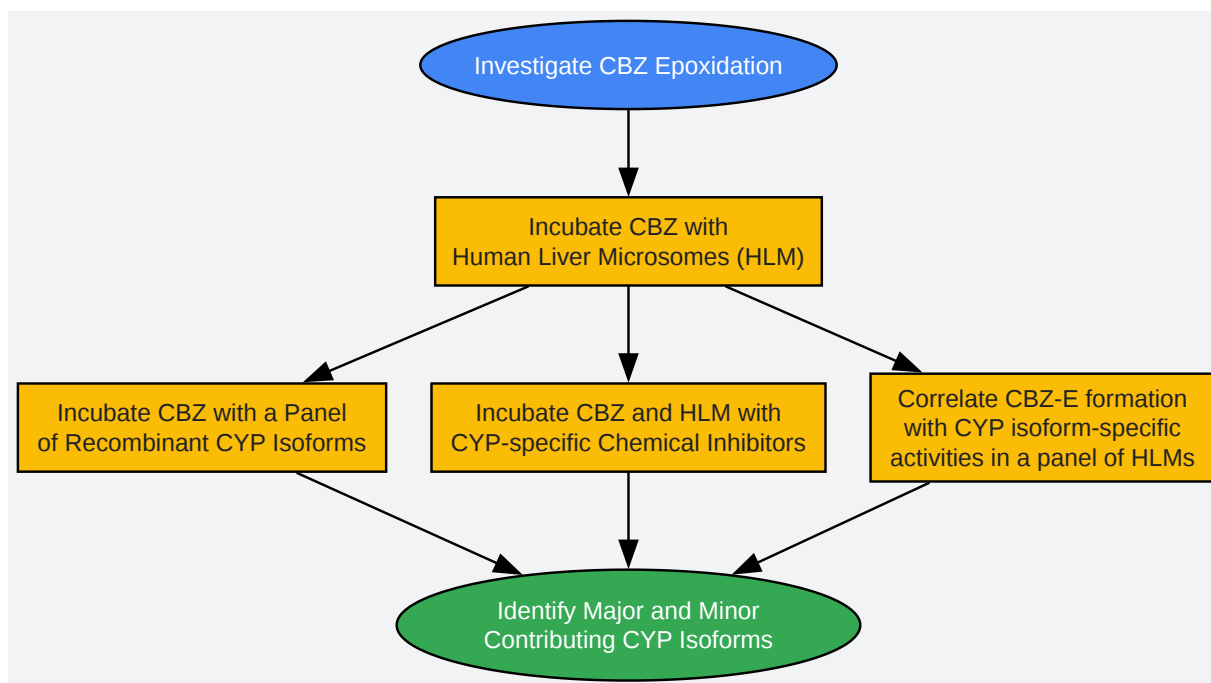 Investigate CBZ Epoxidation
Incubate CBZ with
Human Liver Microsomes (HLM)
Incubate CBZ with a Panel
of Recombinant CYP Isoforms
Incubate CBZ and HLM with
CYP-specific Chemical Inhibitors
Correlate CBZ-E formation
with CYP isoform-specific
activities in a panel of HLMs
Identify Major and Minor
Contributing CYP Isoforms